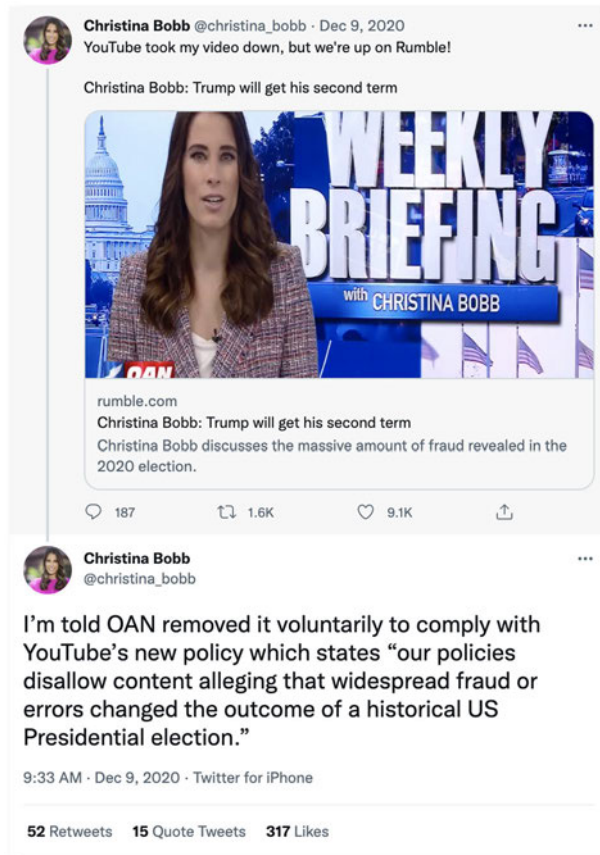 Christina Bobb @christina_bobb · Dec 9, 2020
YouTube took my video down, but we're up on Rumble!
Christina Bobb: Trump will get his second term
WEEKLY
BRIEFING
with CHRISTINA BOBB
OAN
rumble.com
Christina Bobb: Trump will get his second term
Christina Bobb discusses the massive amount of fraud revealed in the
2020 election.
187 1.6K 9.1K
Christina Bobb
@christina_bobb
I’m told OAN removed it voluntarily to comply with
YouTube’s new policy which states “our policies
disallow content alleging that widespread fraud or
errors changed the outcome of a historical US
Presidential election.”
9:33 AM · Dec 9, 2020 · Twitter for iPhone
52 Retweets 15 Quote Tweets 317 Likes